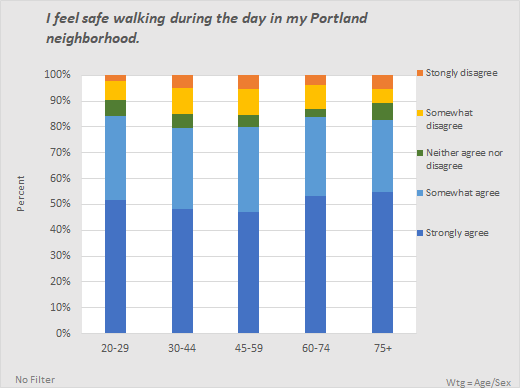 I feel safe walking during the day in my Portland
neighborhood.
100%
90%
80%
70%
60%
50%
40%
30%
20%
10%
0%
Percent
20-29
30-44
45-59
60-74
75+
Stongly disagree
Somewhat
disagree
Neither agree nor
disagree
Somewhat agree
Strongly agree
No Filter
Wtg = Age/Sex